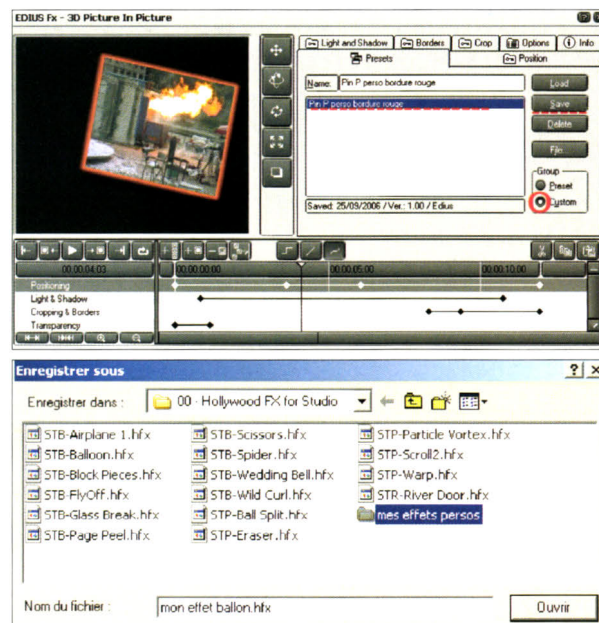 EDIUS Fx - 3D Picture In Picture
Light and Shadow Borders Crop Options Info
Presets Position
Name: Pin P perso bordure rouge Load
Pin P perso bordure rouge Save
Delete
File
Group
Preset
Custom
Saved: 25/09/2006 / Ver.: 1.00 / Edius
00:00:04:03 00:00:00:00 00:00:05:00 00:00:10:00
Positioning
Light & Shadow
Cropping & Borders
Transparency
Enregistrer sous
Enregistrer dans : 00 - Hollywood FX for Studio
STB-Airplane 1.hfx STB-Scissors.hfx STP-Particle Vortex.hfx
STB-Balloon.hfx STB-Spider.hfx STP-Scroll2.hfx
STB-Block Pieces.hfx STB-Wedding Bell.hfx STP-Warp.hfx
STB-FlyOff.hfx STB-Wild Curl.hfx STR-River Door.hfx
STB-Glass Break.hfx STP-Ball Split.hfx mes effets persos
STB-Page Peel.hfx STP-Eraser.hfx
Nom du fichier : mon effet ballon.hfx Ouvrir